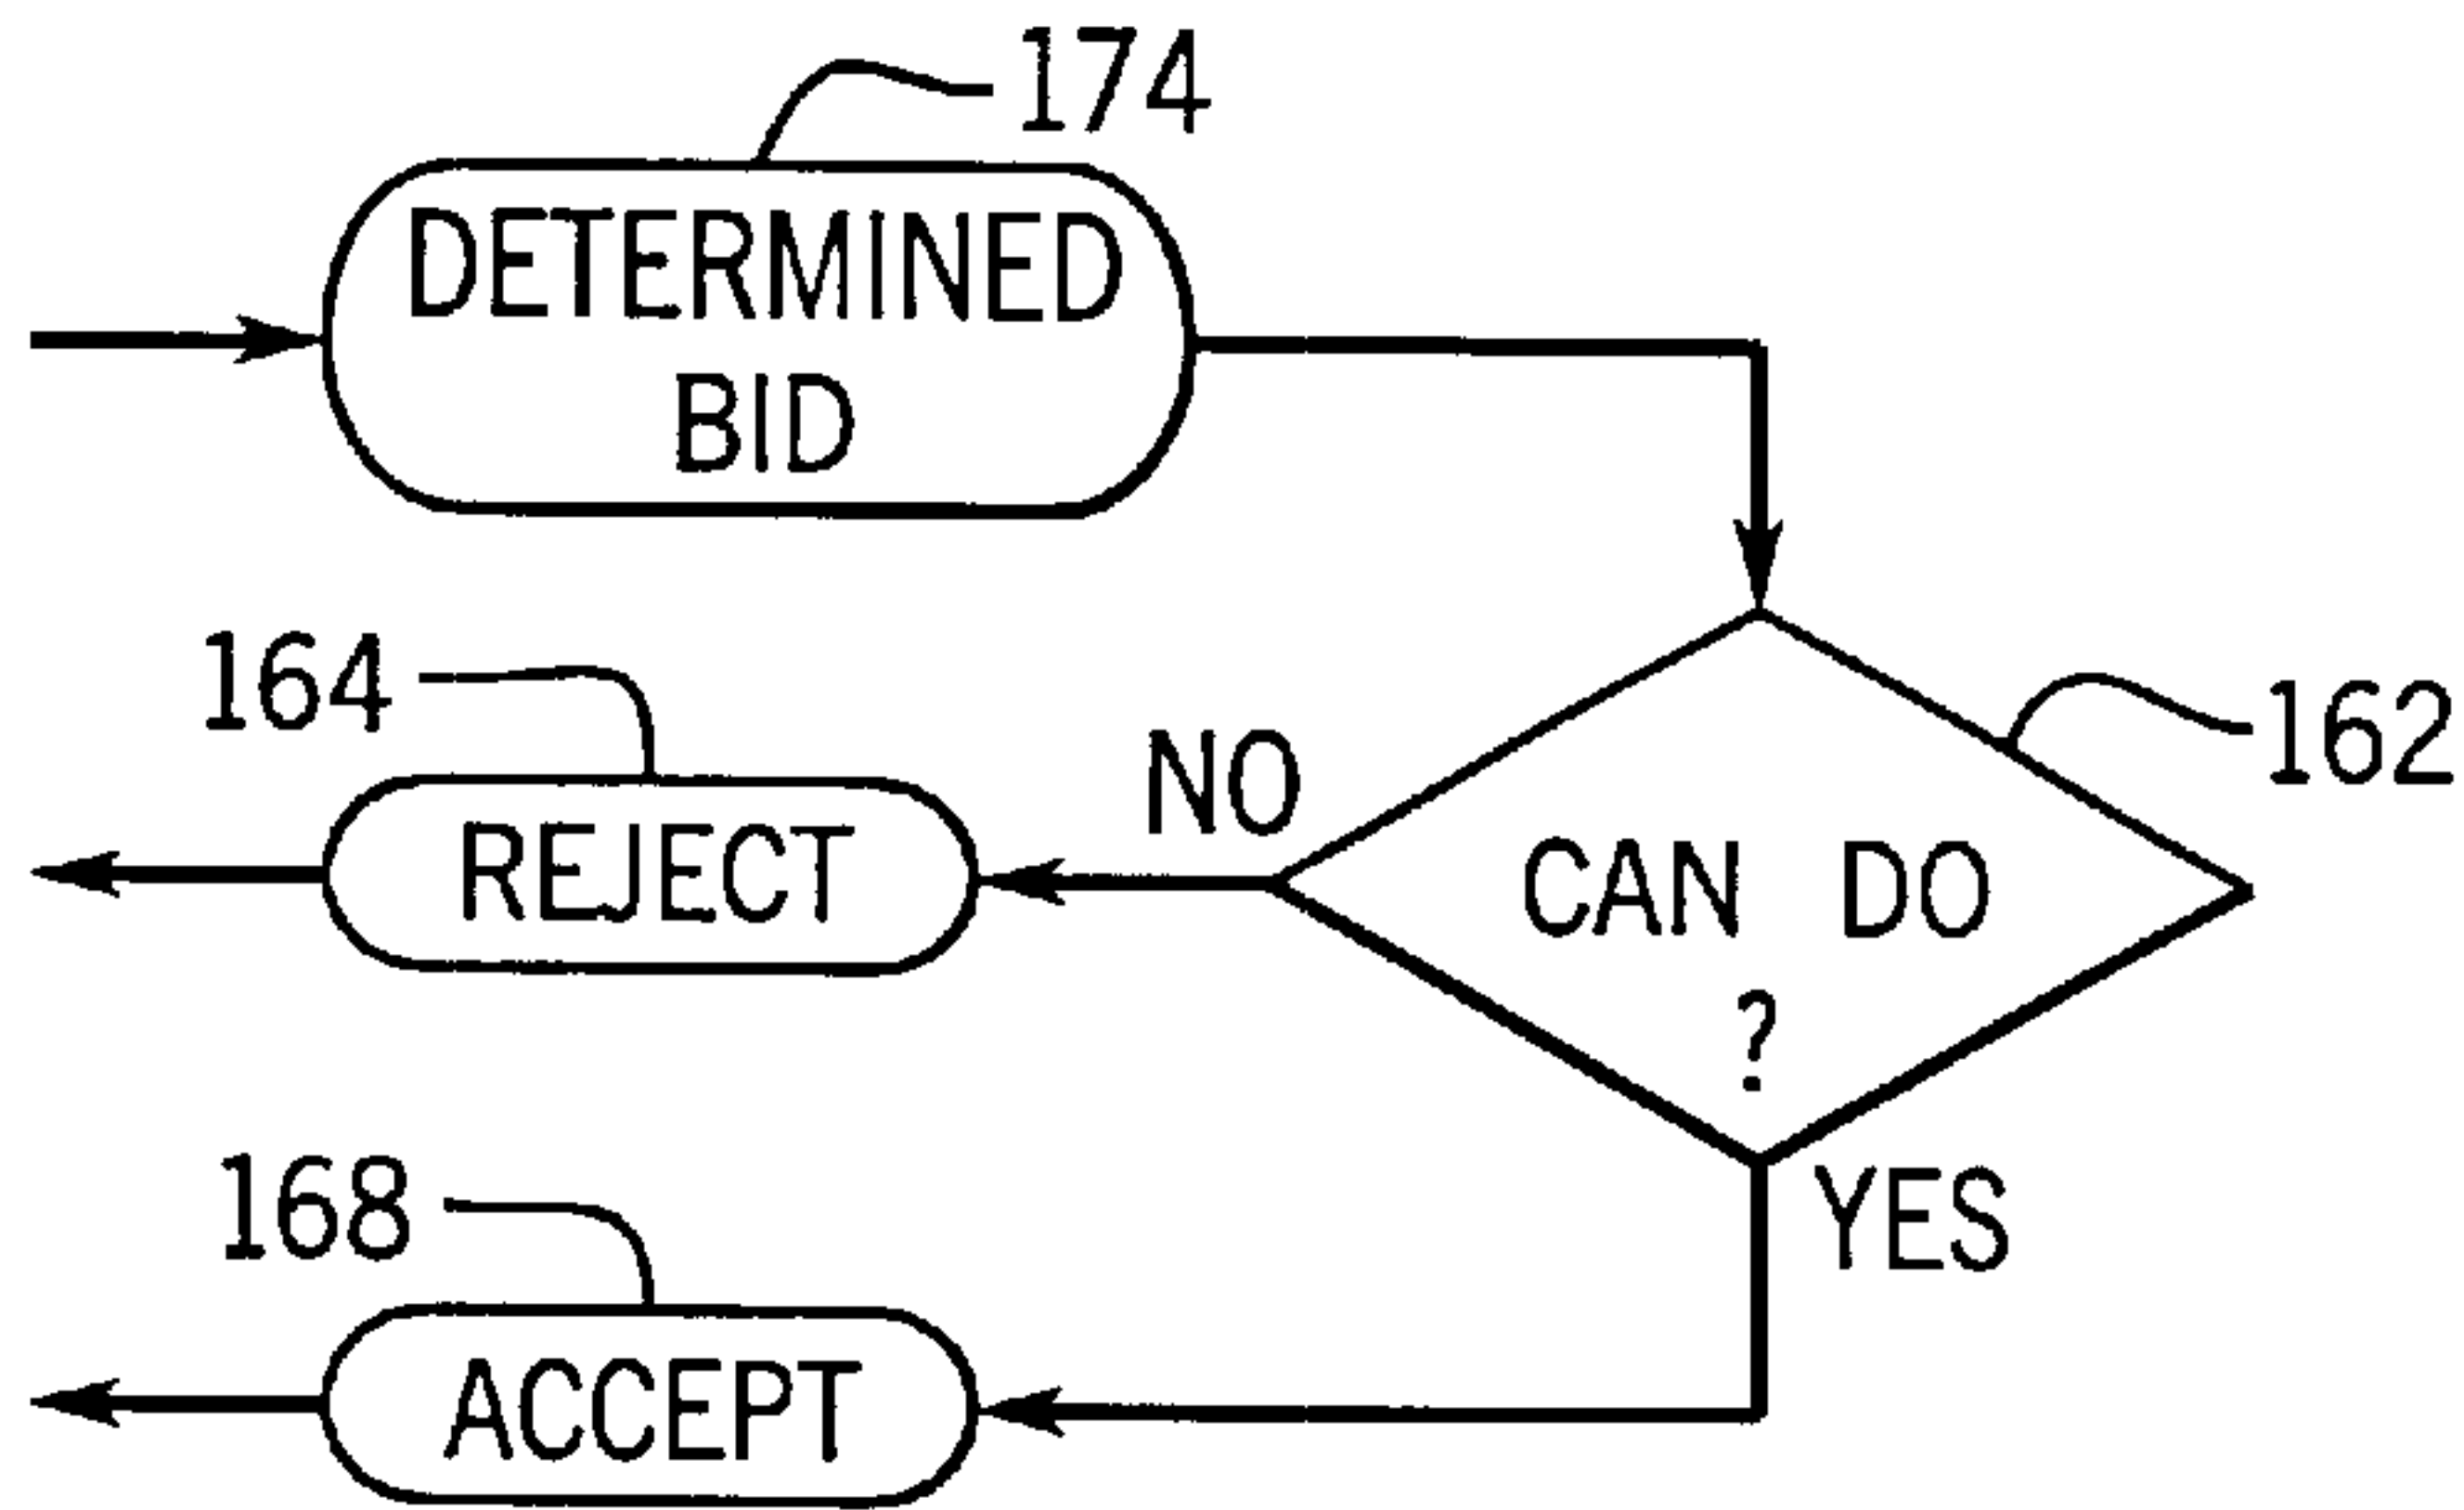 174
DETERMINED
BID
164
162
NO
REJECT
CAN DO
?
168
YES
ACCEPT